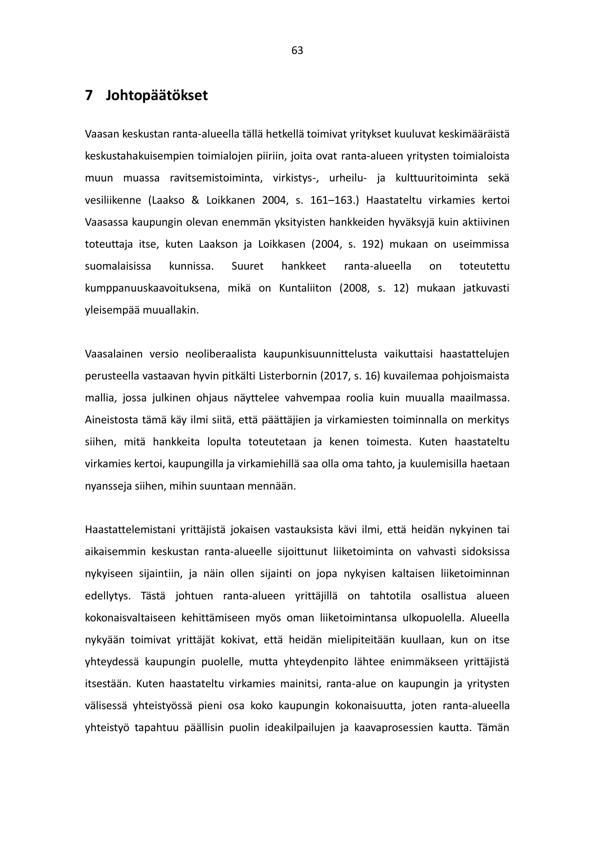 63
7 Johtopäätökset
Vaasan keskustan ranta-alueella tällä hetkellä toimivat yritykset kuuluvat keskimääräistä
keskustahakuisempien toimialojen piiriin, joita ovat ranta-alueen yritysten toimialoista
muun muassa ravitsemistoiminta, virkistys-, urheilu- ja kulttuuritoiminta sekä
vesiliikenne (Laakso & Loikkanen 2004, s. 161–163.) Haastateltu virkamies kertoi
Vaasassa kaupungin olevan enemmän yksityisten hankkeiden hyväksyjä kuin aktiivinen
toteuttaja itse, kuten Laakson ja Loikkasen (2004, s. 192) mukaan on useimmissa
suomalaisissa kunnissa. Suuret hankkeet ranta-alueella on toteutettu
kumppanuuskaavoituksena, mikä on Kuntaliiton (2008, s. 12) mukaan jatkuvasti
yleisempää muuallakin.
Vaasalainen versio neoliberaalista kaupunkisuunnittelusta vaikuttaisi haastattelujen
perusteella vastaavan hyvin pitkälti Listerbornin (2017, s. 16) kuvailemaa pohjoismaista
mallia, jossa julkinen ohjaus näyttelee vahvempaa roolia kuin muualla maailmassa.
Aineistosta tämä käy ilmi siitä, että päättäjien ja virkamiesten toiminnalla on merkitys
siihen, mitä hankkeita lopulta toteutetaan ja kenen toimesta. Kuten haastateltu
virkamies kertoi, kaupungilla ja virkamiehillä saa olla oma tahto, ja kuulemisilla haetaan
nyansseja siihen, mihin suuntaan mennään.
Haastattelemistani yrittäjistä jokaisen vastauksista kävi ilmi, että heidän nykyinen tai
aikaisemmin keskustan ranta-alueelle sijoittunut liiketoiminta on vahvasti sidoksissa
nykyiseen sijaintiin, ja näin ollen sijainti on jopa nykyisen kaltaisen liiketoiminnan
edellytys. Tästä johtuen ranta-alueen yrittäjillä on tahtotila osallistua alueen
kokonaisvaltaiseen kehittämiseen myös oman liiketoimintansa ulkopuolella. Alueella
nykyään toimivat yrittäjät kokivat, että heidän mielipiteitään kuullaan, kun on itse
yhteydessä kaupungin puolelle, mutta yhteydenpito lähtee enimmäkseen yrittäjistä
itsestään. Kuten haastateltu virkamies mainitsi, ranta-alue on kaupungin ja yritysten
välisessä yhteistyössä pieni osa koko kaupungin kokonaisuutta, joten ranta-alueella
yhteistyö tapahtuu päällisin puolin ideakilpailujen ja kaavaprosessien kautta. Tämän